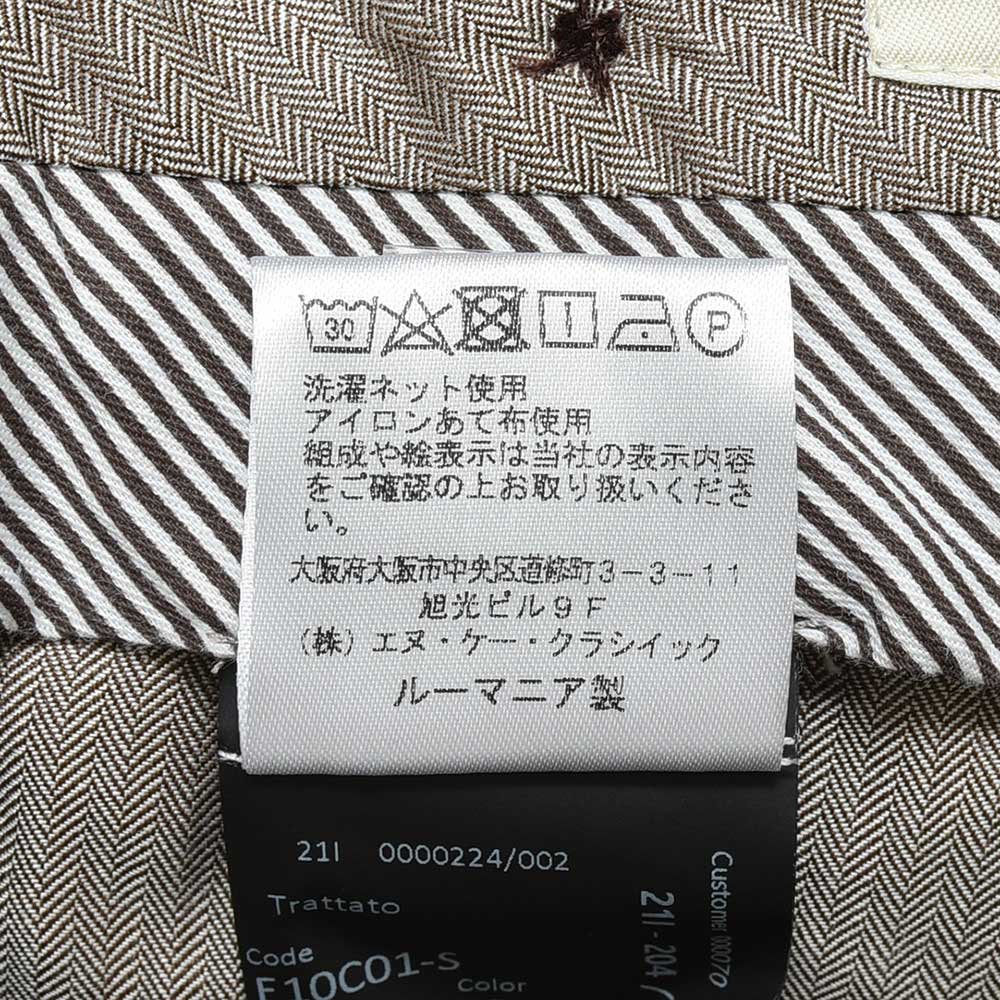 30
P
洗濯ネット使用
アイロンあて布使用
組成や絵表示は当社の表示内容
をご確認の上お取り扱いくださ
い。
大阪府大阪市中央区道修町3-3-11
旭光ビル9F
(株)エヌ・ケー・クラシイック
ルーマニア製
21I 0000224/002
Trattato
Code
F10C01-S
Color
Customer 000070
21I-204